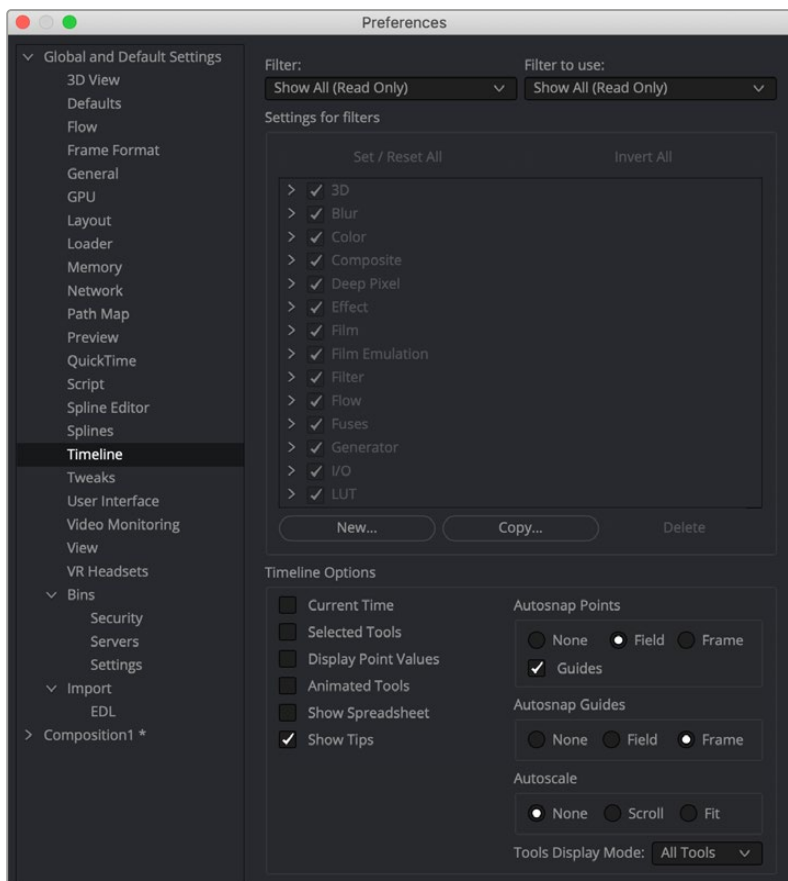 Preferences
Global and Default Settings
3D View
Defaults
Flow
Frame Format
General
GPU
Layout
Loader
Memory
Network
Path Map
Preview
QuickTime
Script
Spline Editor
Splines
Timeline
Tweaks
User Interface
Video Monitoring
View
VR Headsets
Bins
Security
Servers
Settings
Import
EDL
Composition1 *
Filter:
Show All (Read Only)
Filter to use:
Show All (Read Only)
Settings for filters
Set / Reset All
Invert All
3D
Blur
Color
Composite
Deep Pixel
Effect
Film
Film Emulation
Filter
Flow
Fuses
Generator
I/O
LUT
New...
Copy...
Delete
Timeline Options
Current Time
Selected Tools
Display Point Values
Animated Tools
Show Spreadsheet
Show Tips
Autosnap Points
None Field Frame
Guides
Autosnap Guides
None Field Frame
Autoscale
None Scroll Fit
Tools Display Mode: All Tools